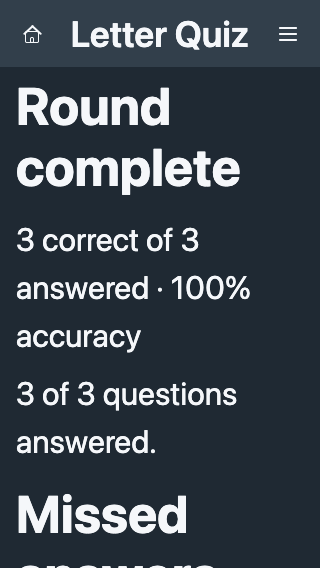 Letter Quiz
Round
complete
3 correct of 3
answered · 100%
accuracy
3 of 3 questions
answered.
Missed